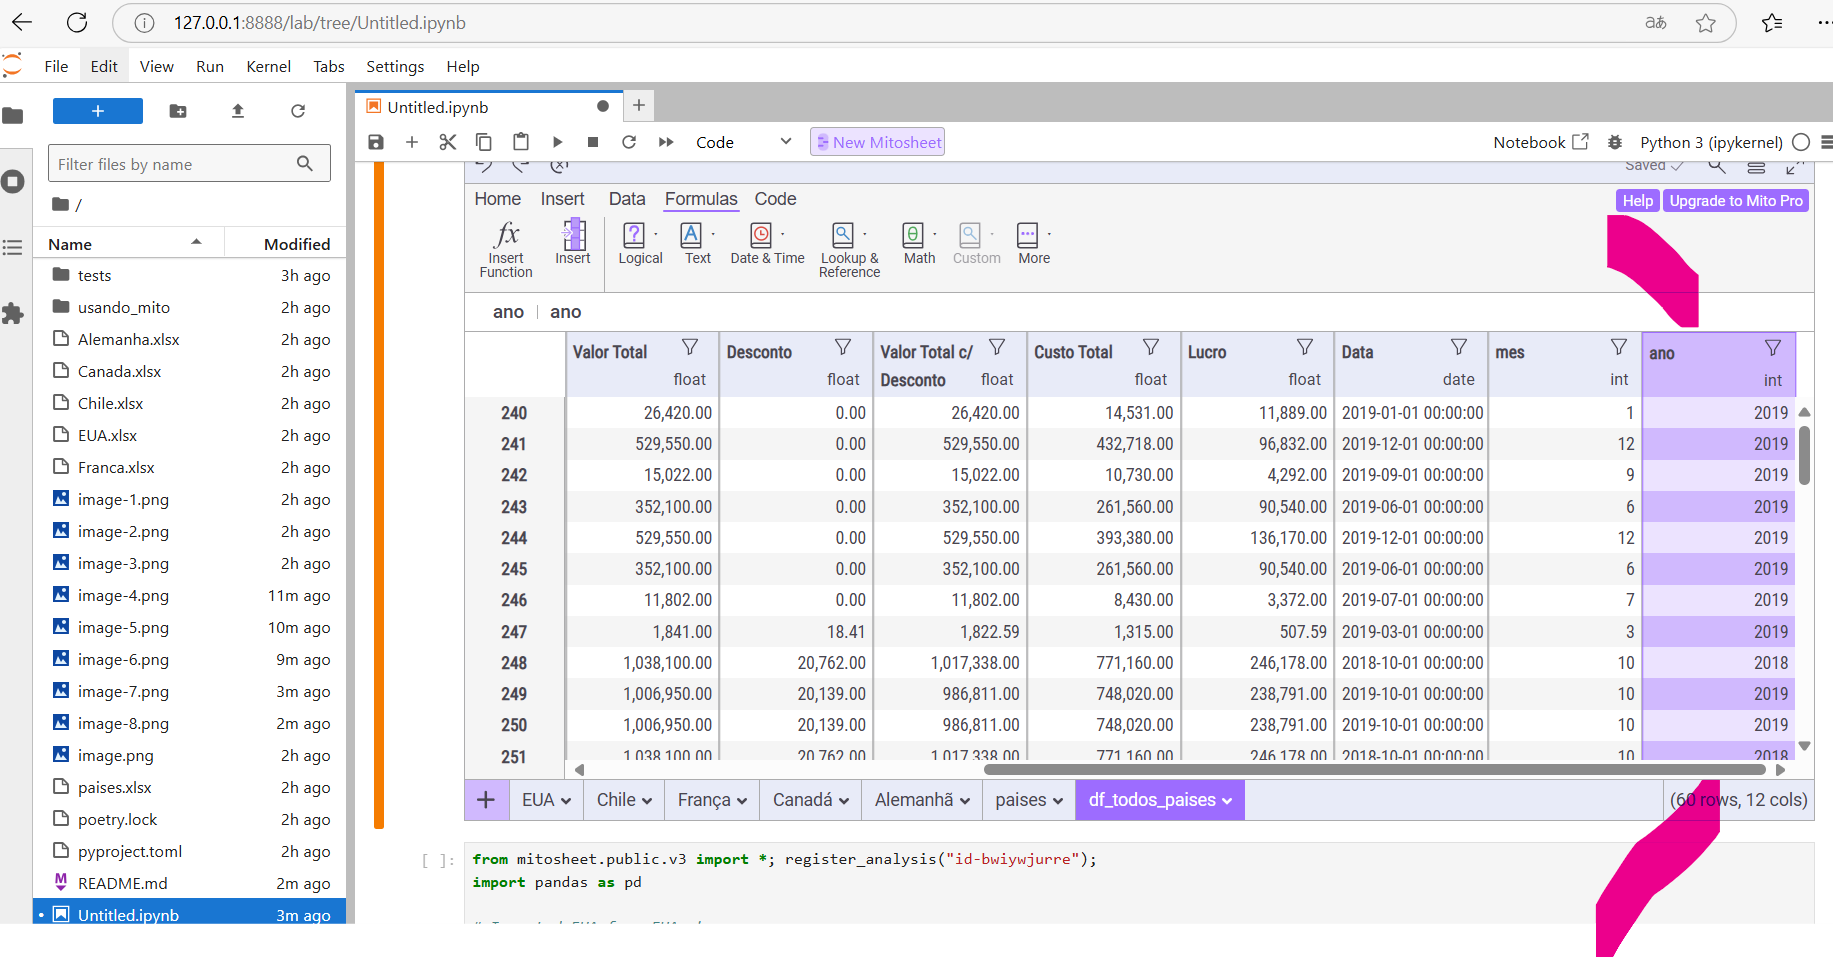 127.0.0.1:8888/lab/tree/Untitled.ipynb
File Edit View Run Kernel Tabs Settings Help
Untitled.ipynb
Code New Mitosheet Notebook Python 3 (ipykernel)
Filter files by name
/
Name Modified
tests 3h ago
usando_mito 2h ago
Alemanha.xlsx 2h ago
Canada.xlsx 2h ago
Chile.xlsx 2h ago
EUA.xlsx 2h ago
Franca.xlsx 2h ago
image-1.png 2h ago
image-2.png 2h ago
image-3.png 2h ago
image-4.png 11m ago
image-5.png 10m ago
image-6.png 9m ago
image-7.png 3m ago
image-8.png 2m ago
image.png 2h ago
paises.xlsx 2h ago
poetry.lock 2h ago
pyproject.toml 2h ago
README.md 2m ago
Untitled.ipynb 3m ago
Saved
Home Insert Data Formulas Code
Help Upgrade to Mito Pro
Insert Function Insert Logical Text Date & Time Lookup & Reference Math Custom More
ano ano
Valor Total float Desconto float Valor Total c/ Desconto float Custo Total float Lucro float Data date mes int ano int
240 26,420.00 0.00 26,420.00 14,531.00 11,889.00 2019-01-01 00:00:00 1 2019
241 529,550.00 0.00 529,550.00 432,718.00 96,832.00 2019-12-01 00:00:00 12 2019
242 15,022.00 0.00 15,022.00 10,730.00 4,292.00 2019-09-01 00:00:00 9 2019
243 352,100.00 0.00 352,100.00 261,560.00 90,540.00 2019-06-01 00:00:00 6 2019
244 529,550.00 0.00 529,550.00 393,380.00 136,170.00 2019-12-01 00:00:00 12 2019
245 352,100.00 0.00 352,100.00 261,560.00 90,540.00 2019-06-01 00:00:00 6 2019
246 11,802.00 0.00 11,802.00 8,430.00 3,372.00 2019-07-01 00:00:00 7 2019
247 1,841.00 18.41 1,822.59 1,315.00 507.59 2019-03-01 00:00:00 3 2019
248 1,038,100.00 20,762.00 1,017,338.00 771,160.00 246,178.00 2018-10-01 00:00:00 10 2018
249 1,006,950.00 20,139.00 986,811.00 748,020.00 238,791.00 2019-10-01 00:00:00 10 2019
250 1,006,950.00 20,139.00 986,811.00 748,020.00 238,791.00 2019-10-01 00:00:00 10 2019
251 1,038,100.00 20,762.00 1,017,338.00 771,160.00 246,178.00 2018-10-01 00:00:00 10 2018
EUA Chile França Canadá Alemanhã paises df_todos_paises (60 rows, 12 cols)
[ ]: from mitosheet.public.v3 import *; register_analysis("id-bwiywjurre");
import pandas as pd